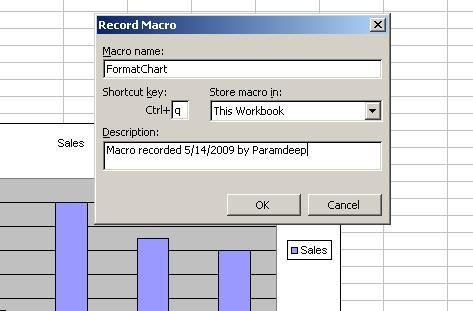 Record Macro
Macro name:
FormatChart
Shortcut key: Store macro in:
Ctrl+ q This Workbook
Description:
Macro recorded 5/14/2009 by Paramdeep
OK Cancel
Sales
Sales